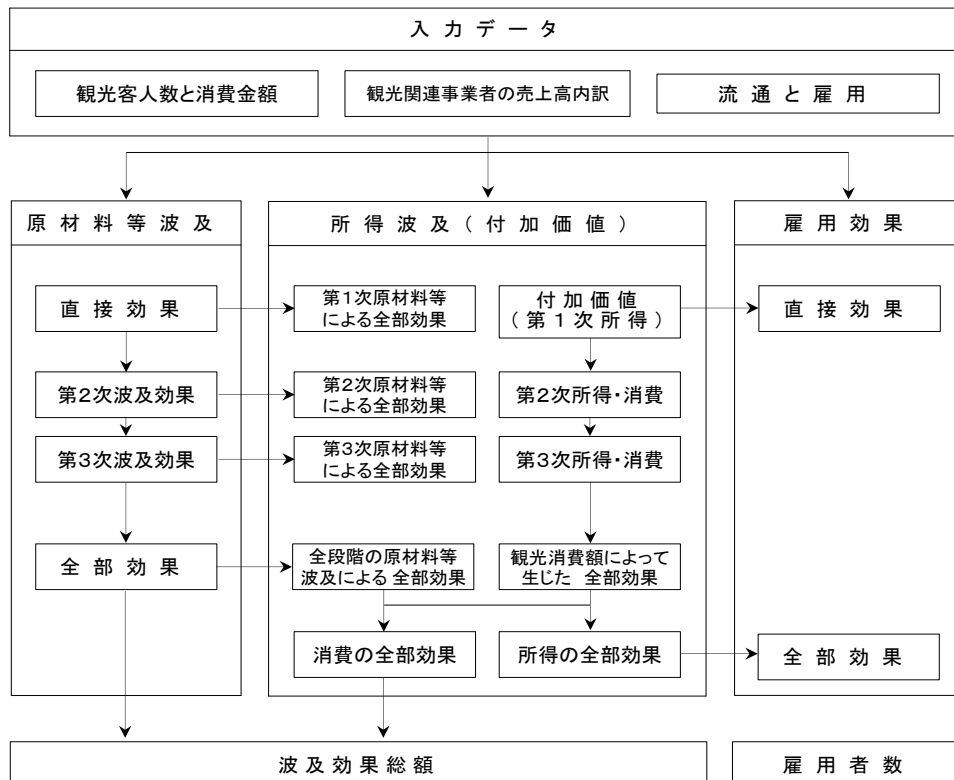 入力データ
観光客人数と消費金額
観光関連事業者の売上高内訳
流通と雇用
原材料等波及
所得波及(付加価値)
雇用効果
直接効果
第1次原材料等
による全部効果
付加価値
(第1次所得)
直接効果
第2次波及効果
第2次原材料等
による全部効果
第2次所得・消費
第3次波及効果
第3次原材料等
による全部効果
第3次所得・消費
全部効果
全段階の原材料等
波及による 全部効果
観光消費額によって
生じた 全部効果
消費の全部効果
所得の全部効果
全部効果
波及効果総額
雇用者数